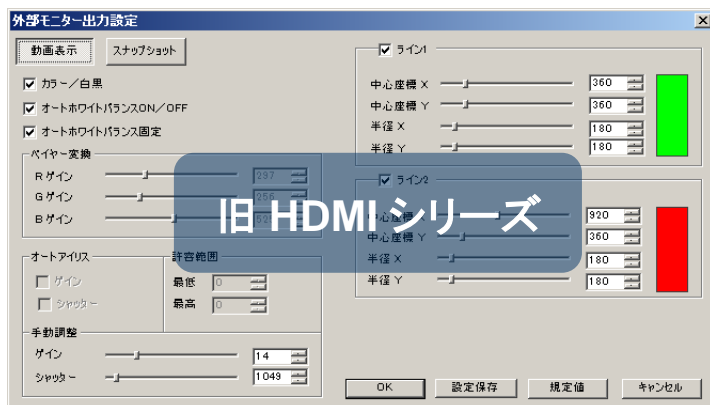 外部モニター出力設定
動画表示
スナップショット
カラー/白黒
オートホワイトバランスON/OFF
オートホワイトバランス固定
ベイヤー変換
Rゲイン
297
Gゲイン
256
Bゲイン
オートアイリス
ゲイン
シャッター
許容範囲
最低
0
最高
0
手動調整
ゲイン
14
シャッター
1049
ライン1
中心座標 X
360
中心座標 Y
360
半径 X
180
半径 Y
180
ライン2
中心座標 X
920
中心座標 Y
360
半径 X
180
半径 Y
180
旧 HDMI シリーズ
OK
設定保存
規定値
キャンセル